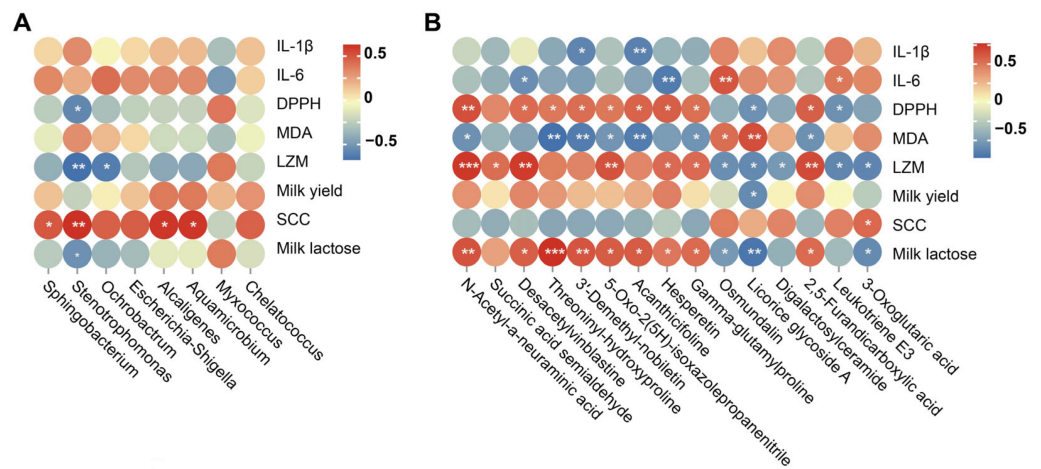 A
IL-1β
IL-6
DPPH
MDA
LZM
Milk yield
SCC
Milk lactose
0.5
0
−0.5
*
** *
* ** * *
*
Sphingobacterium
Stenotrophomonas
Ochrobactrum
Escherichia-Shigella
Alcaligenes
Aquamicrobium
Myxococcus
Chelatococcus
B
* **
* ** ** *
** * * * * * * * * * *
* ** ** * ** * * ** *
*** * ** ** * * * * * ** * *
*
*
** * *** ** * * * * * ** * *
IL-1β
IL-6
DPPH
MDA
LZM
Milk yield
SCC
Milk lactose
0.5
0
−0.5
N-Acetyl-a-neuraminic acid
Succinic acid semialdehyde
Desacetylvinblastine
Threoninyl-hydroxyproline
3'-Demethyl-nobiletin
5-Oxo-2(5H)-isoxazolepropanenitrile
Acanthicifoline
Hesperetin
Gamma-glutamylproline
Osmundalin
Licorice glycoside A
Digalactosylceramide
2,5-Furandicarboxylic acid
Leukotriene E3
3-Oxoglutaric acid